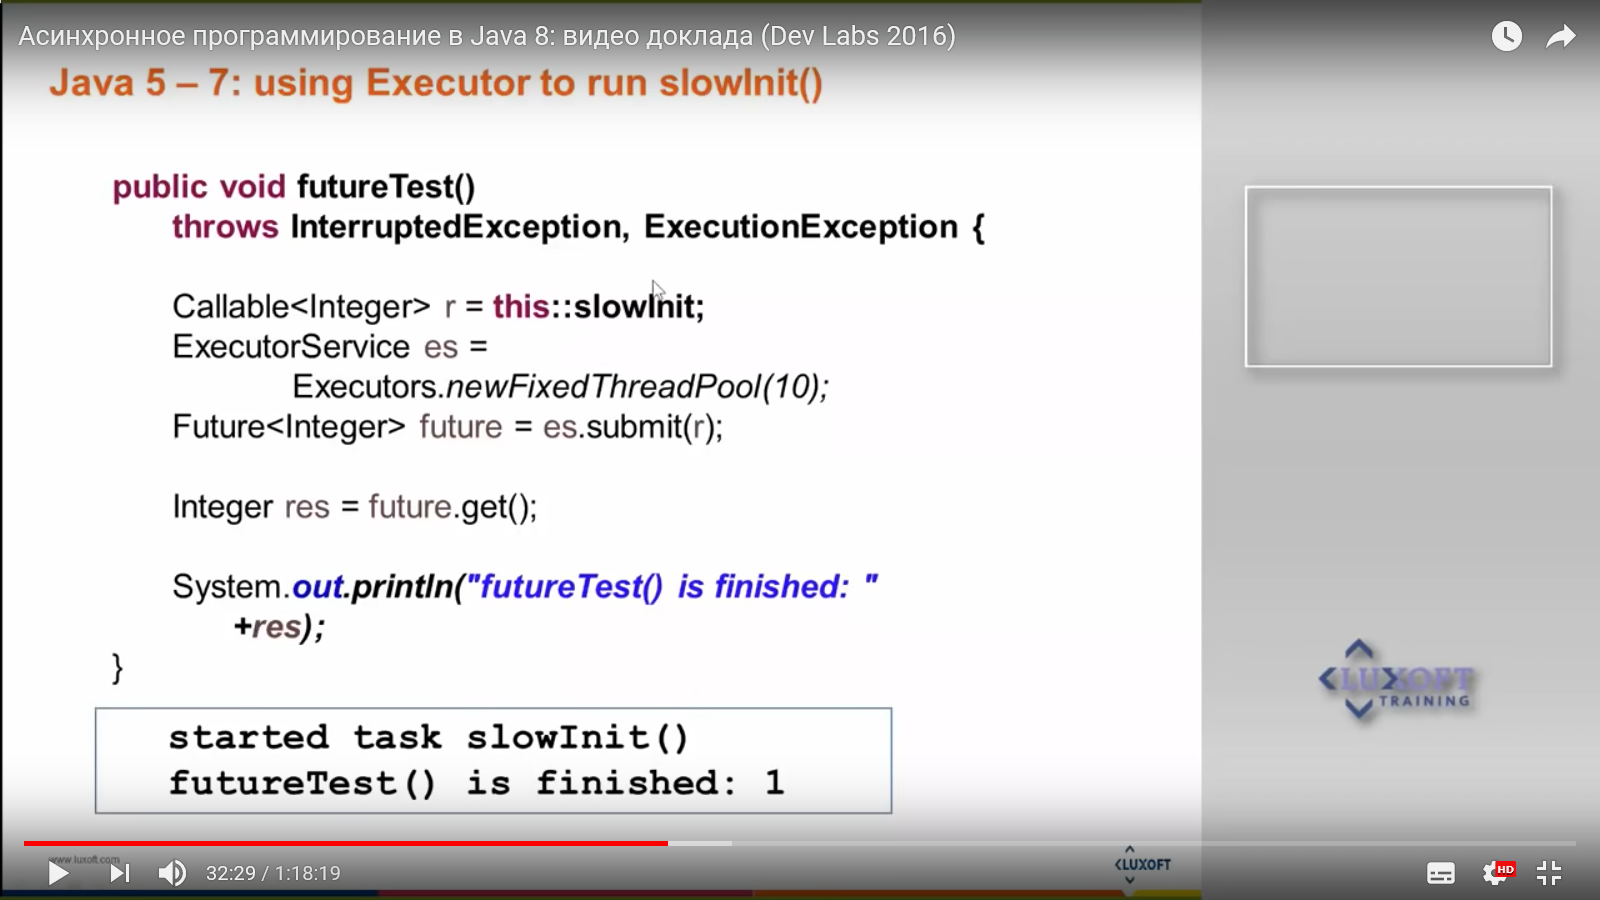 Асинхронное программирование в Java 8: видео доклада (Dev Labs 2016)
Java 5 – 7: using Executor to run slowInit()
public void futureTest()
throws InterruptedException, ExecutionException {
Callable<Integer> r = this::slowInit;
ExecutorService es =
Executors.newFixedThreadPool(10);
Future<Integer> future = es.submit(r);
Integer res = future.get();
System.out.println("futureTest() is finished: "
+res);
}
started task slowInit()
futureTest() is finished: 1
LUXOFT
TRAINING
www.luxoft.com
LUXOFT
32:29 / 1:18:19
HD